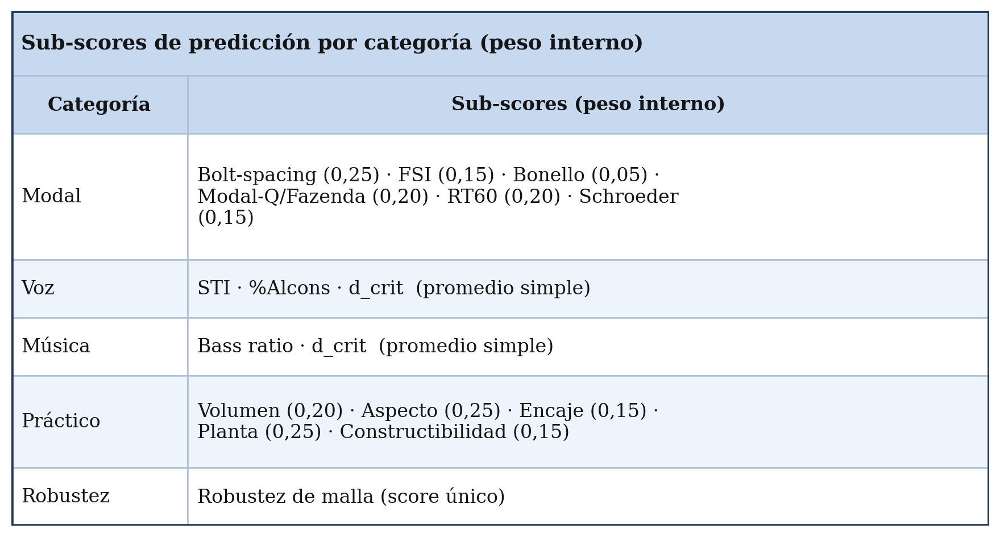 Sub-scores de predicción por categoría (peso interno)
Categoría
Sub-scores (peso interno)
Modal
Bolt-spacing (0,25) · FSI (0,15) · Bonello (0,05) ·
Modal-Q/Fazenda (0,20) · RT60 (0,20) · Schroeder
(0,15)
Voz
STI · %Alcons · d_crit  (promedio simple)
Música
Bass ratio · d_crit  (promedio simple)
Práctico
Volumen (0,20) · Aspecto (0,25) · Encaje (0,15) ·
Planta (0,25) · Constructibilidad (0,15)
Robustez
Robustez de malla (score único)